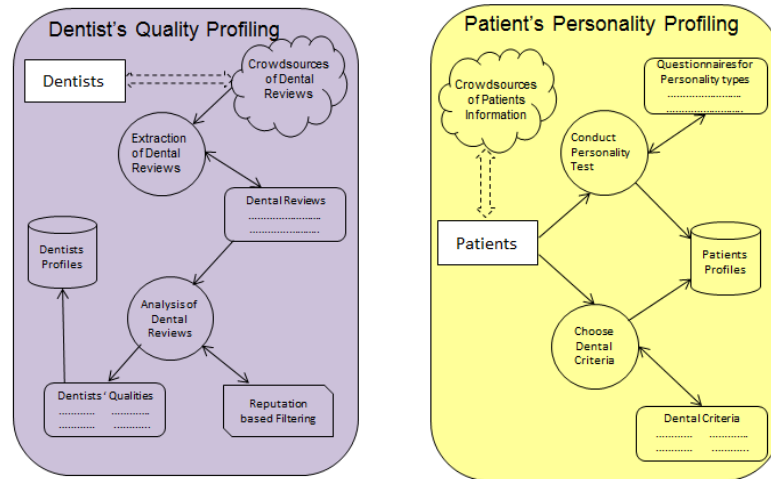 Dentist's Quality Profiling
Dentists
Crowdsources
of Dental
Reviews
Extraction
of Dental
Reviews
Dental Reviews
.........................
.........................
Dentists
Profiles
Analysis of
Dental
Reviews
Dentists ' Qualities
............ .............
............ .............
Reputation
based Filtering
Patient's Personality Profiling
Crowdsources
of Patients
Information
Questionnaires for
Personality types
.........................
.........................
Conduct
Personality
Test
Patients
Patients
Profiles
Choose
Dental
Criteria
Dental Criteria
............ .............
............ .............